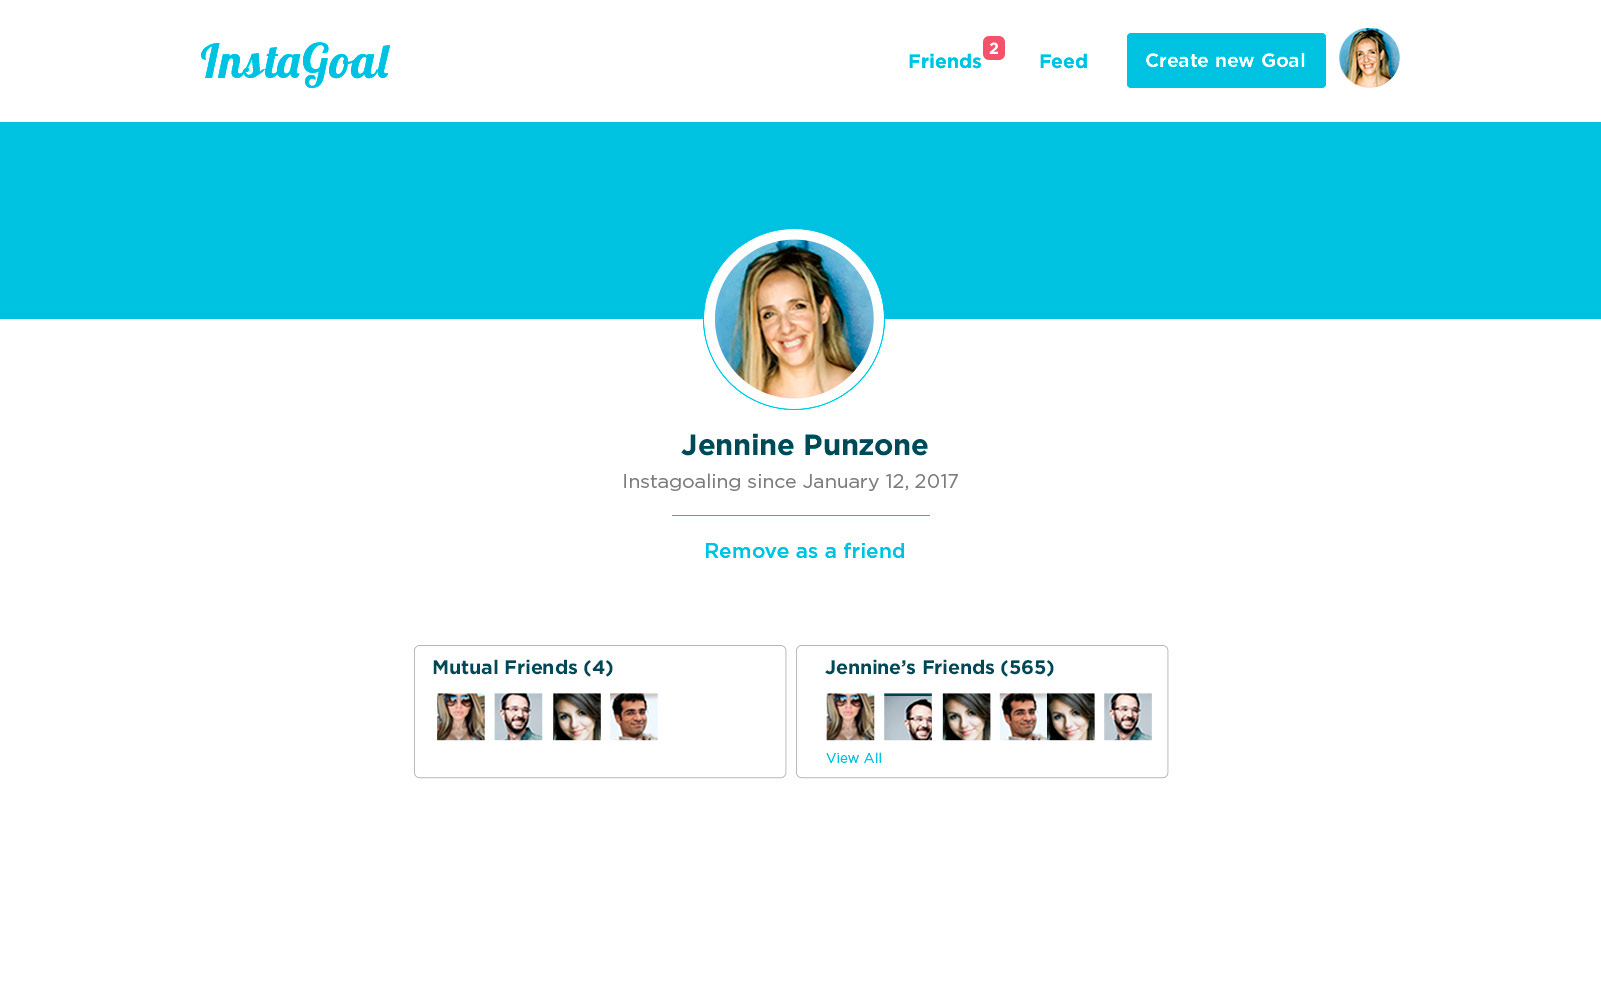 InstaGoal
Friends 2 Feed Create new Goal
Jennine Punzone
Instagoaling since January 12, 2017
Remove as a friend
Mutual Friends (4)
Jennine’s Friends (565)
View All